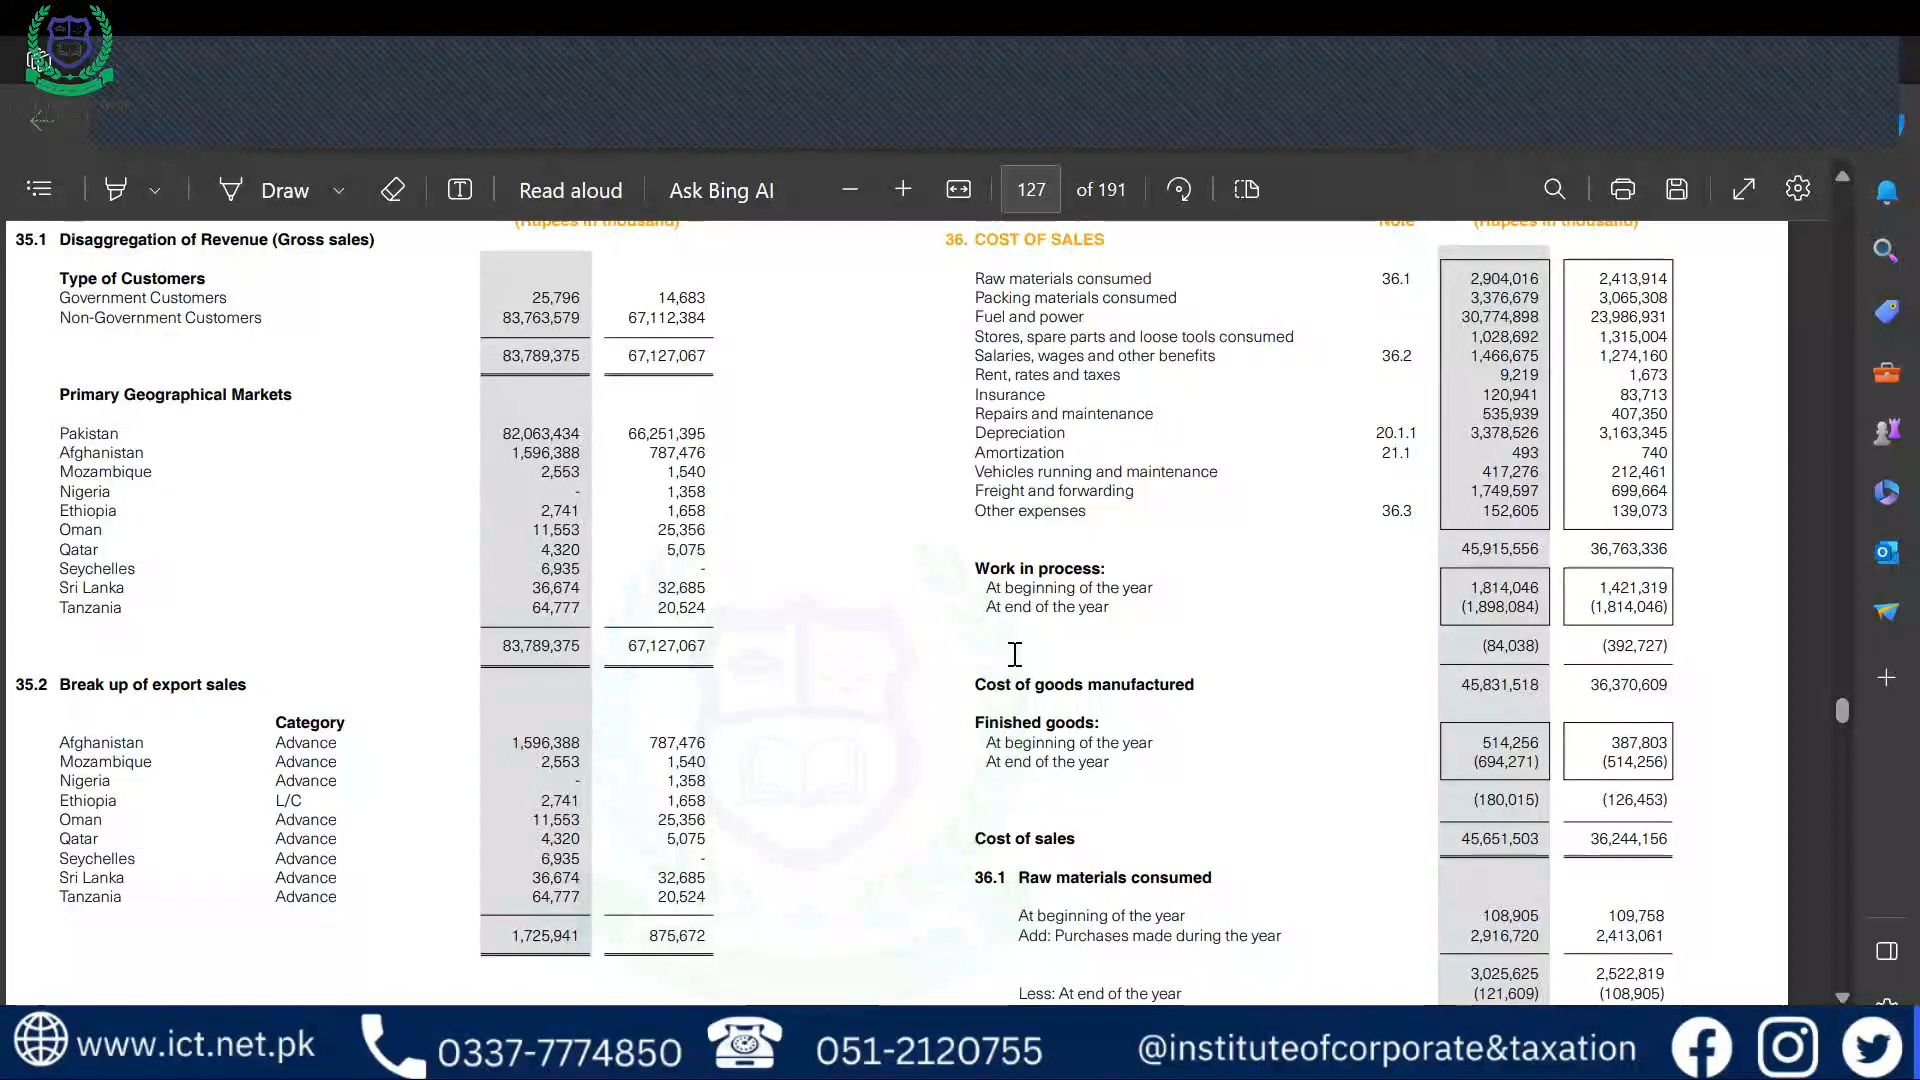 Draw
Read aloud
Ask Bing AI
127 of 191
(Rupees in thousand)
35.1 Disaggregation of Revenue (Gross sales)
Type of Customers
Government Customers 25,796 14,683
Non-Government Customers 83,763,579 67,112,384
83,789,375 67,127,067
Primary Geographical Markets
Pakistan 82,063,434 66,251,395
Afghanistan 1,596,388 787,476
Mozambique 2,553 1,540
Nigeria - 1,358
Ethiopia 2,741 1,658
Oman 11,553 25,356
Qatar 4,320 5,075
Seychelles 6,935 -
Sri Lanka 36,674 32,685
Tanzania 64,777 20,524
83,789,375 67,127,067
35.2 Break up of export sales
Category
Afghanistan Advance 1,596,388 787,476
Mozambique Advance 2,553 1,540
Nigeria Advance - 1,358
Ethiopia L/C 2,741 1,658
Oman Advance 11,553 25,356
Qatar Advance 4,320 5,075
Seychelles Advance 6,935 -
Sri Lanka Advance 36,674 32,685
Tanzania Advance 64,777 20,524
1,725,941 875,672
Note (Rupees in thousand)
36. COST OF SALES
Raw materials consumed 36.1 2,904,016 2,413,914
Packing materials consumed 3,376,679 3,065,308
Fuel and power 30,774,898 23,986,931
Stores, spare parts and loose tools consumed 1,028,692 1,315,004
Salaries, wages and other benefits 36.2 1,466,675 1,274,160
Rent, rates and taxes 9,219 1,673
Insurance 120,941 83,713
Repairs and maintenance 535,939 407,350
Depreciation 20.1.1 3,378,526 3,163,345
Amortization 21.1 493 740
Vehicles running and maintenance 417,276 212,461
Freight and forwarding 1,749,597 699,664
Other expenses 36.3 152,605 139,073
45,915,556 36,763,336
Work in process:
At beginning of the year 1,814,046 1,421,319
At end of the year (1,898,084) (1,814,046)
(84,038) (392,727)
Cost of goods manufactured 45,831,518 36,370,609
Finished goods:
At beginning of the year 514,256 387,803
At end of the year (694,271) (514,256)
(180,015) (126,453)
Cost of sales 45,651,503 36,244,156
36.1 Raw materials consumed
At beginning of the year 108,905 109,758
Add: Purchases made during the year 2,916,720 2,413,061
3,025,625 2,522,819
Less: At end of the year (121,609) (108,905)
www.ict.net.pk 0337-7774850 051-2120755 @instituteofcorporate&taxation